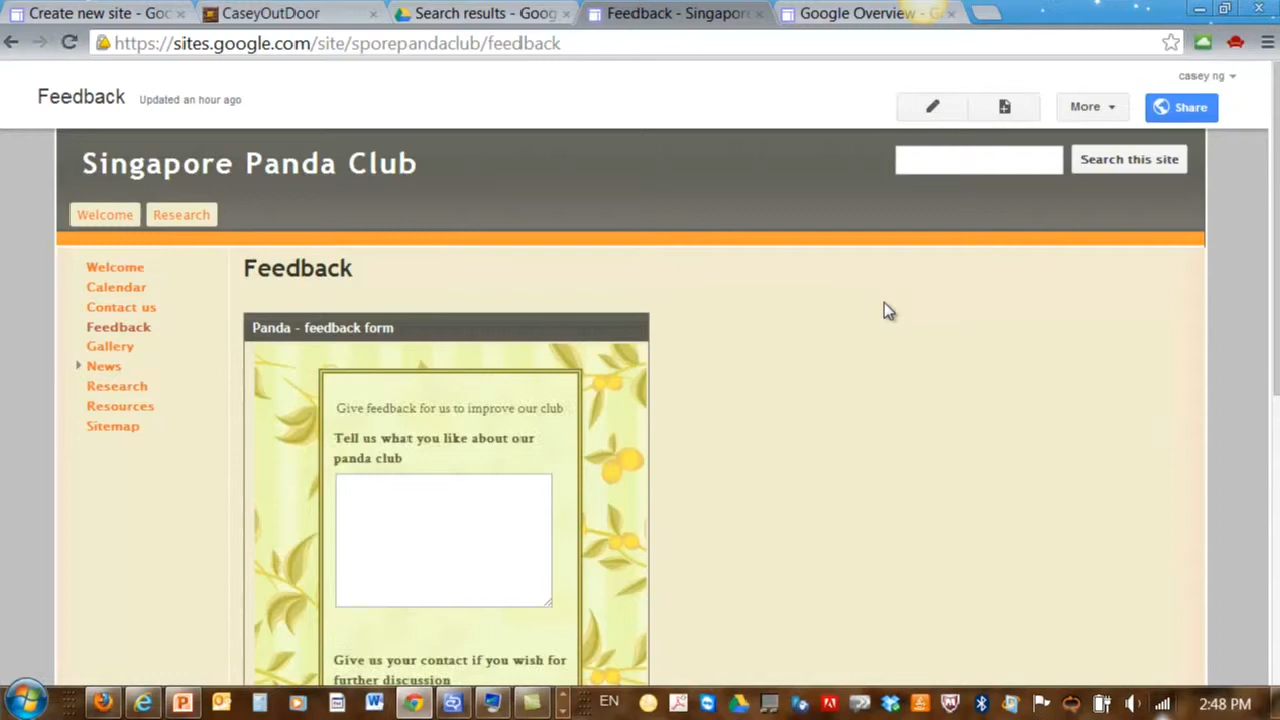 Create new site - Goo
CaseyOutDoor
Search results - Goog
Feedback - Singapor
Google Overview - G
https://sites.google.com/site/sporepandaclub/feedback
casey ng
Feedback
Updated an hour ago
More
Share
Singapore Panda Club
Search this site
Welcome
Research
Welcome
Calendar
Contact us
Feedback
Gallery
News
Research
Resources
Sitemap
Feedback
Panda - feedback form
Give feedback for us to improve our club
Tell us what you like about our
panda club
Give us your contact if you wish for
further discussion
EN
2:48 PM